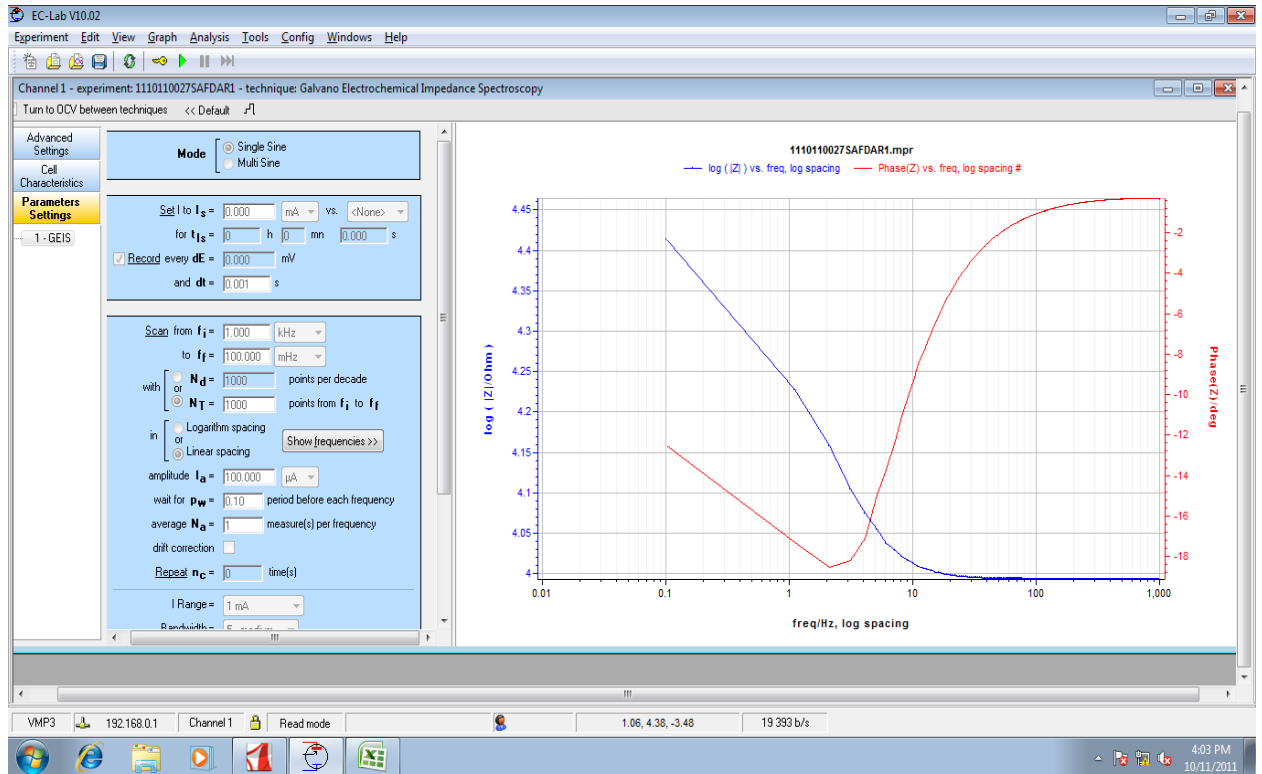 EC-Lab V10.02
Experiment Edit View Graph Analysis Tools Config Windows Help
Channel 1 - experiment: 1110110027SAFDAR1 - technique: Galvano Electrochemical Impedance Spectroscopy
Turn to OCV between techniques << Default
Advanced Settings
Cell Characteristics
Parameters Settings
1 - GEIS
Mode Single Sine
Multi Sine
Set I to Is = 0.000 mA vs. <None>
for tIs = 0 h 0 mn 0.000 s
Record every dE = 0.000 mV
and dt = 0.001 s
Scan from fi = 1.000 kHz
to ff = 100.000 mHz
with Nd = 1000 points per decade
or
NT = 1000 points from fi to ff
in Logarithm spacing
or
Linear spacing
Show frequencies >>
amplitude Ia = 100.000 µA
wait for pw = 0.10 period before each frequency
average Na = 1 measure(s) per frequency
drift correction
Repeat nc = 0 time(s)
I Range = 1 mA
Bandwidth = 5 - medium
1110110027SAFDAR1.mpr
log ( |Z| ) vs. freq, log spacing Phase(Z) vs. freq, log spacing #
log ( |Z|/Ohm )
4.45
4.4
4.35
4.3
4.25
4.2
4.15
4.1
4.05
4
0.01 0.1 1 10 100 1,000
freq/Hz, log spacing
-2
-4
-6
-8
-10
-12
-14
-16
-18
Phase(Z)/deg
VMP3 192.168.0.1 Channel 1 Read mode 1.06, 4.38, -3.48 19 393 b/s
4:03 PM
10/11/2011